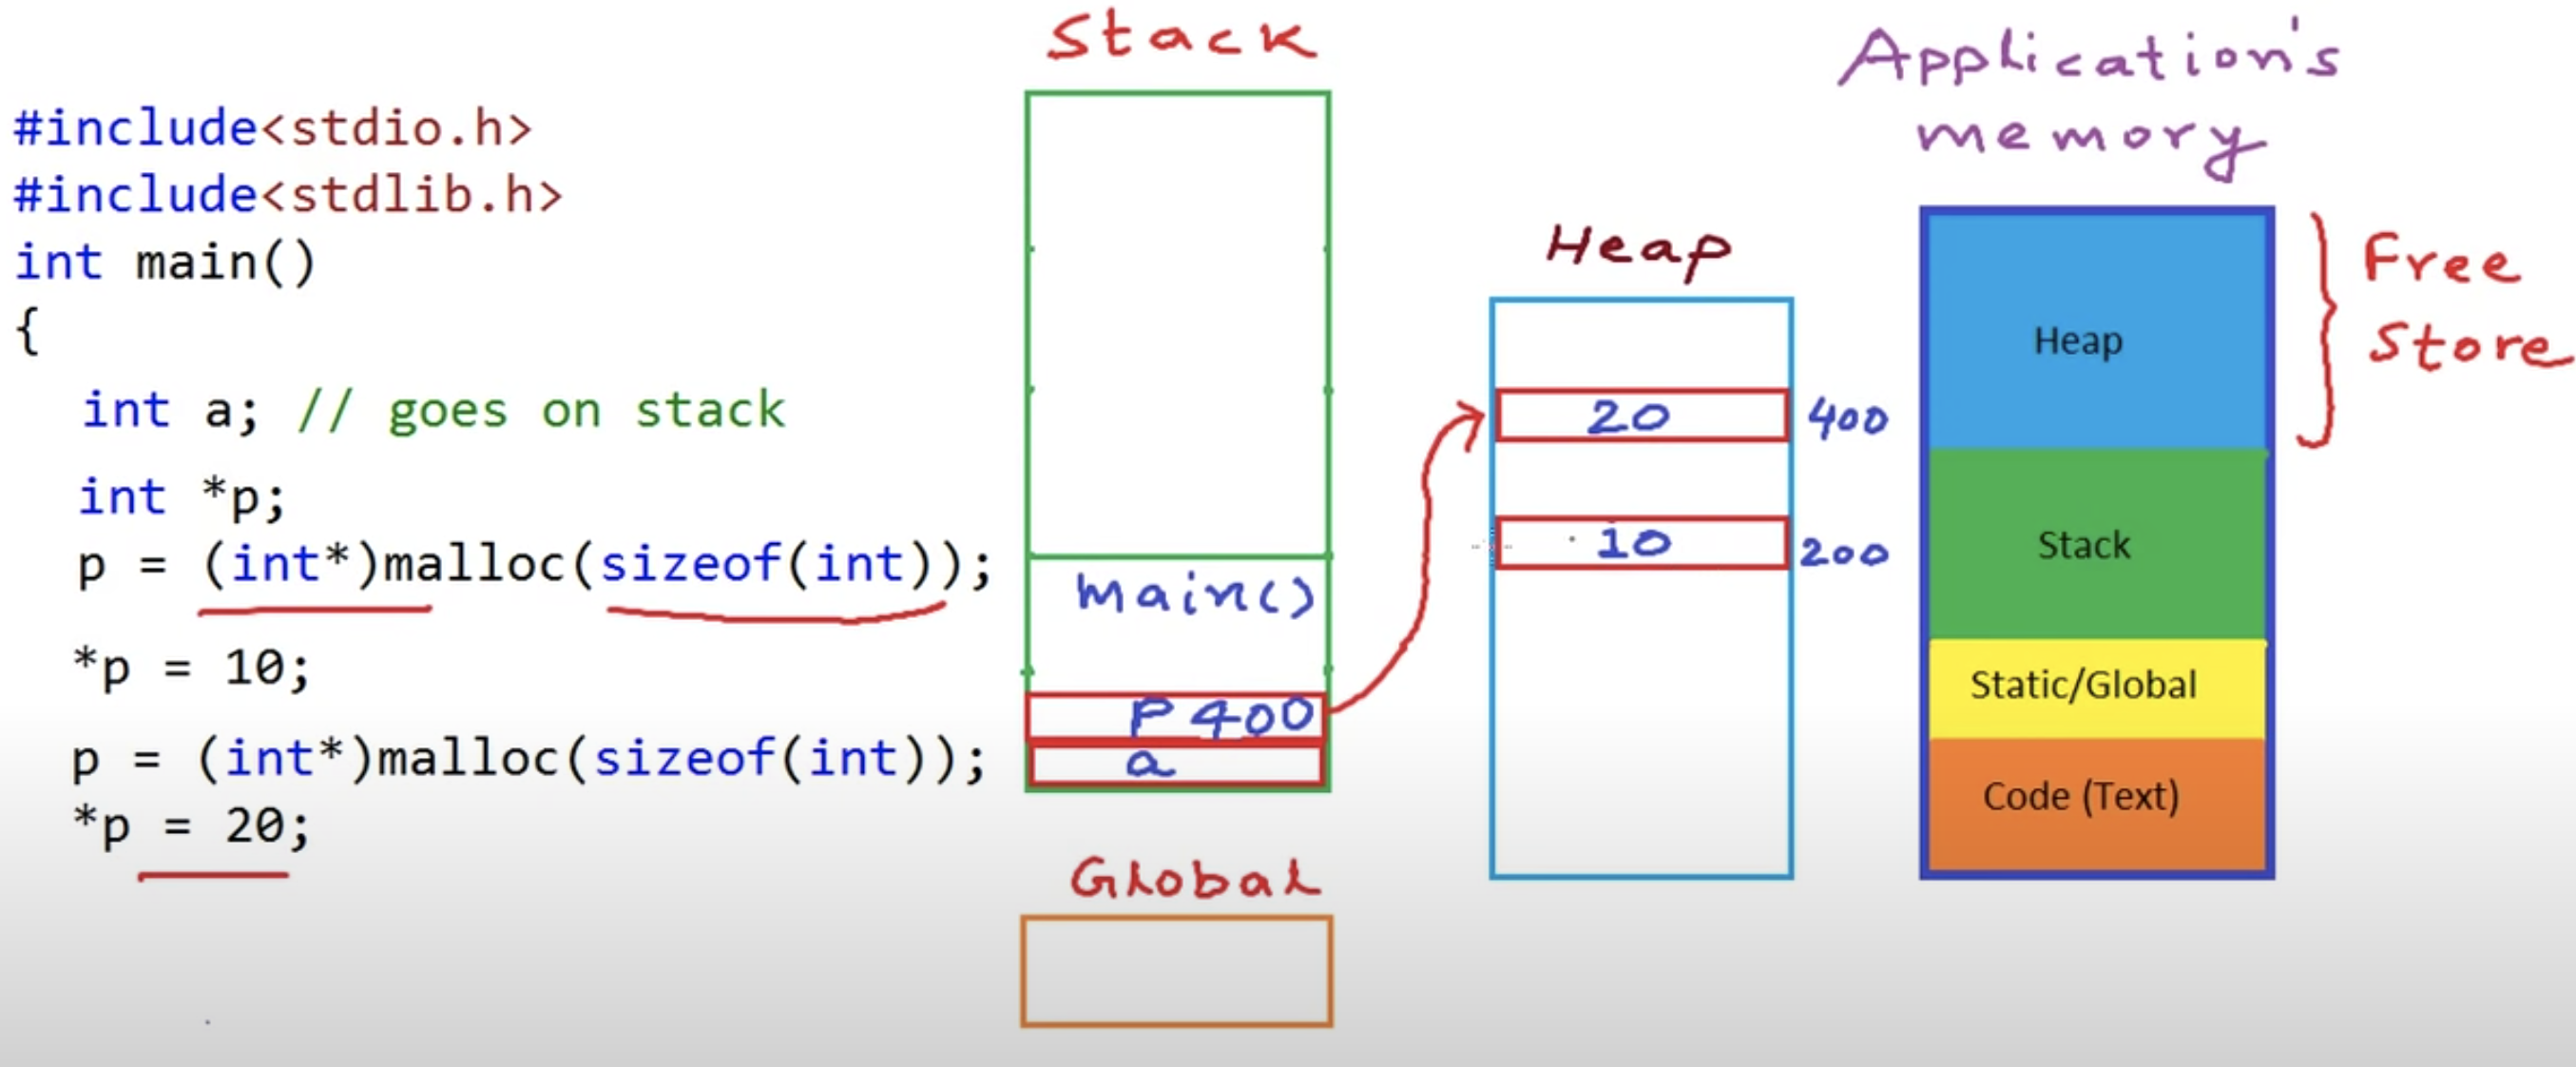 #include<stdio.h>
#include<stdlib.h>
int main()
{
int a; // goes on stack
int *p;
p = (int*)malloc(sizeof(int));
*p = 10;
p = (int*)malloc(sizeof(int));
*p = 20;
Stack
main()
P 400
a
Global
Heap
20 400
10 200
Application's
memory
Heap
Stack
Static/Global
Code (Text)
Free
Store